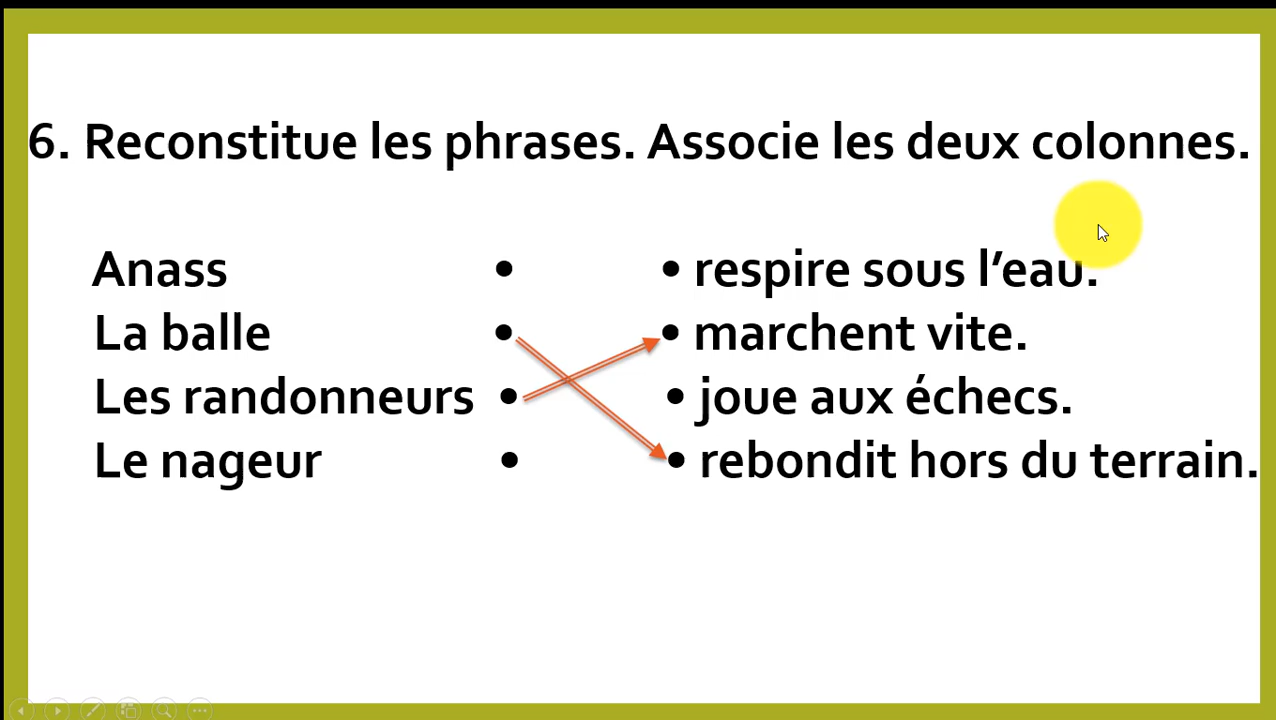 6. Reconstitue les phrases. Associe les deux colonnes.
Anass • • respire sous l’eau.
La balle • • marchent vite.
Les randonneurs • • joue aux échecs.
Le nageur • • rebondit hors du terrain.